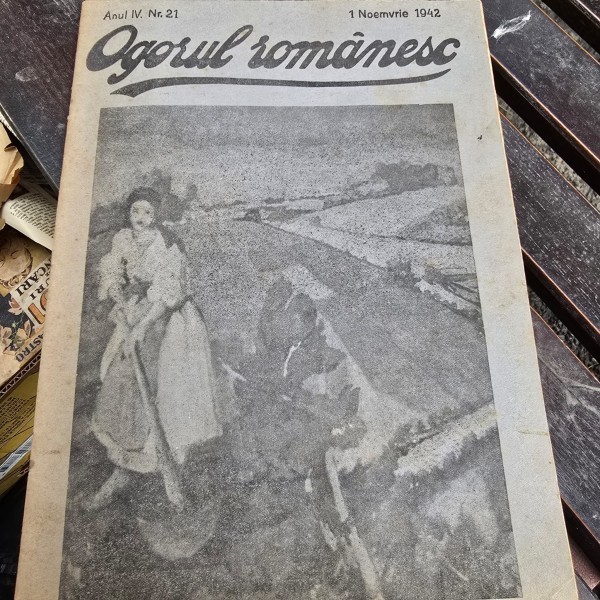 Anul IV. Nr. 21 1 Noemvrie 1942
Ogorul românesc